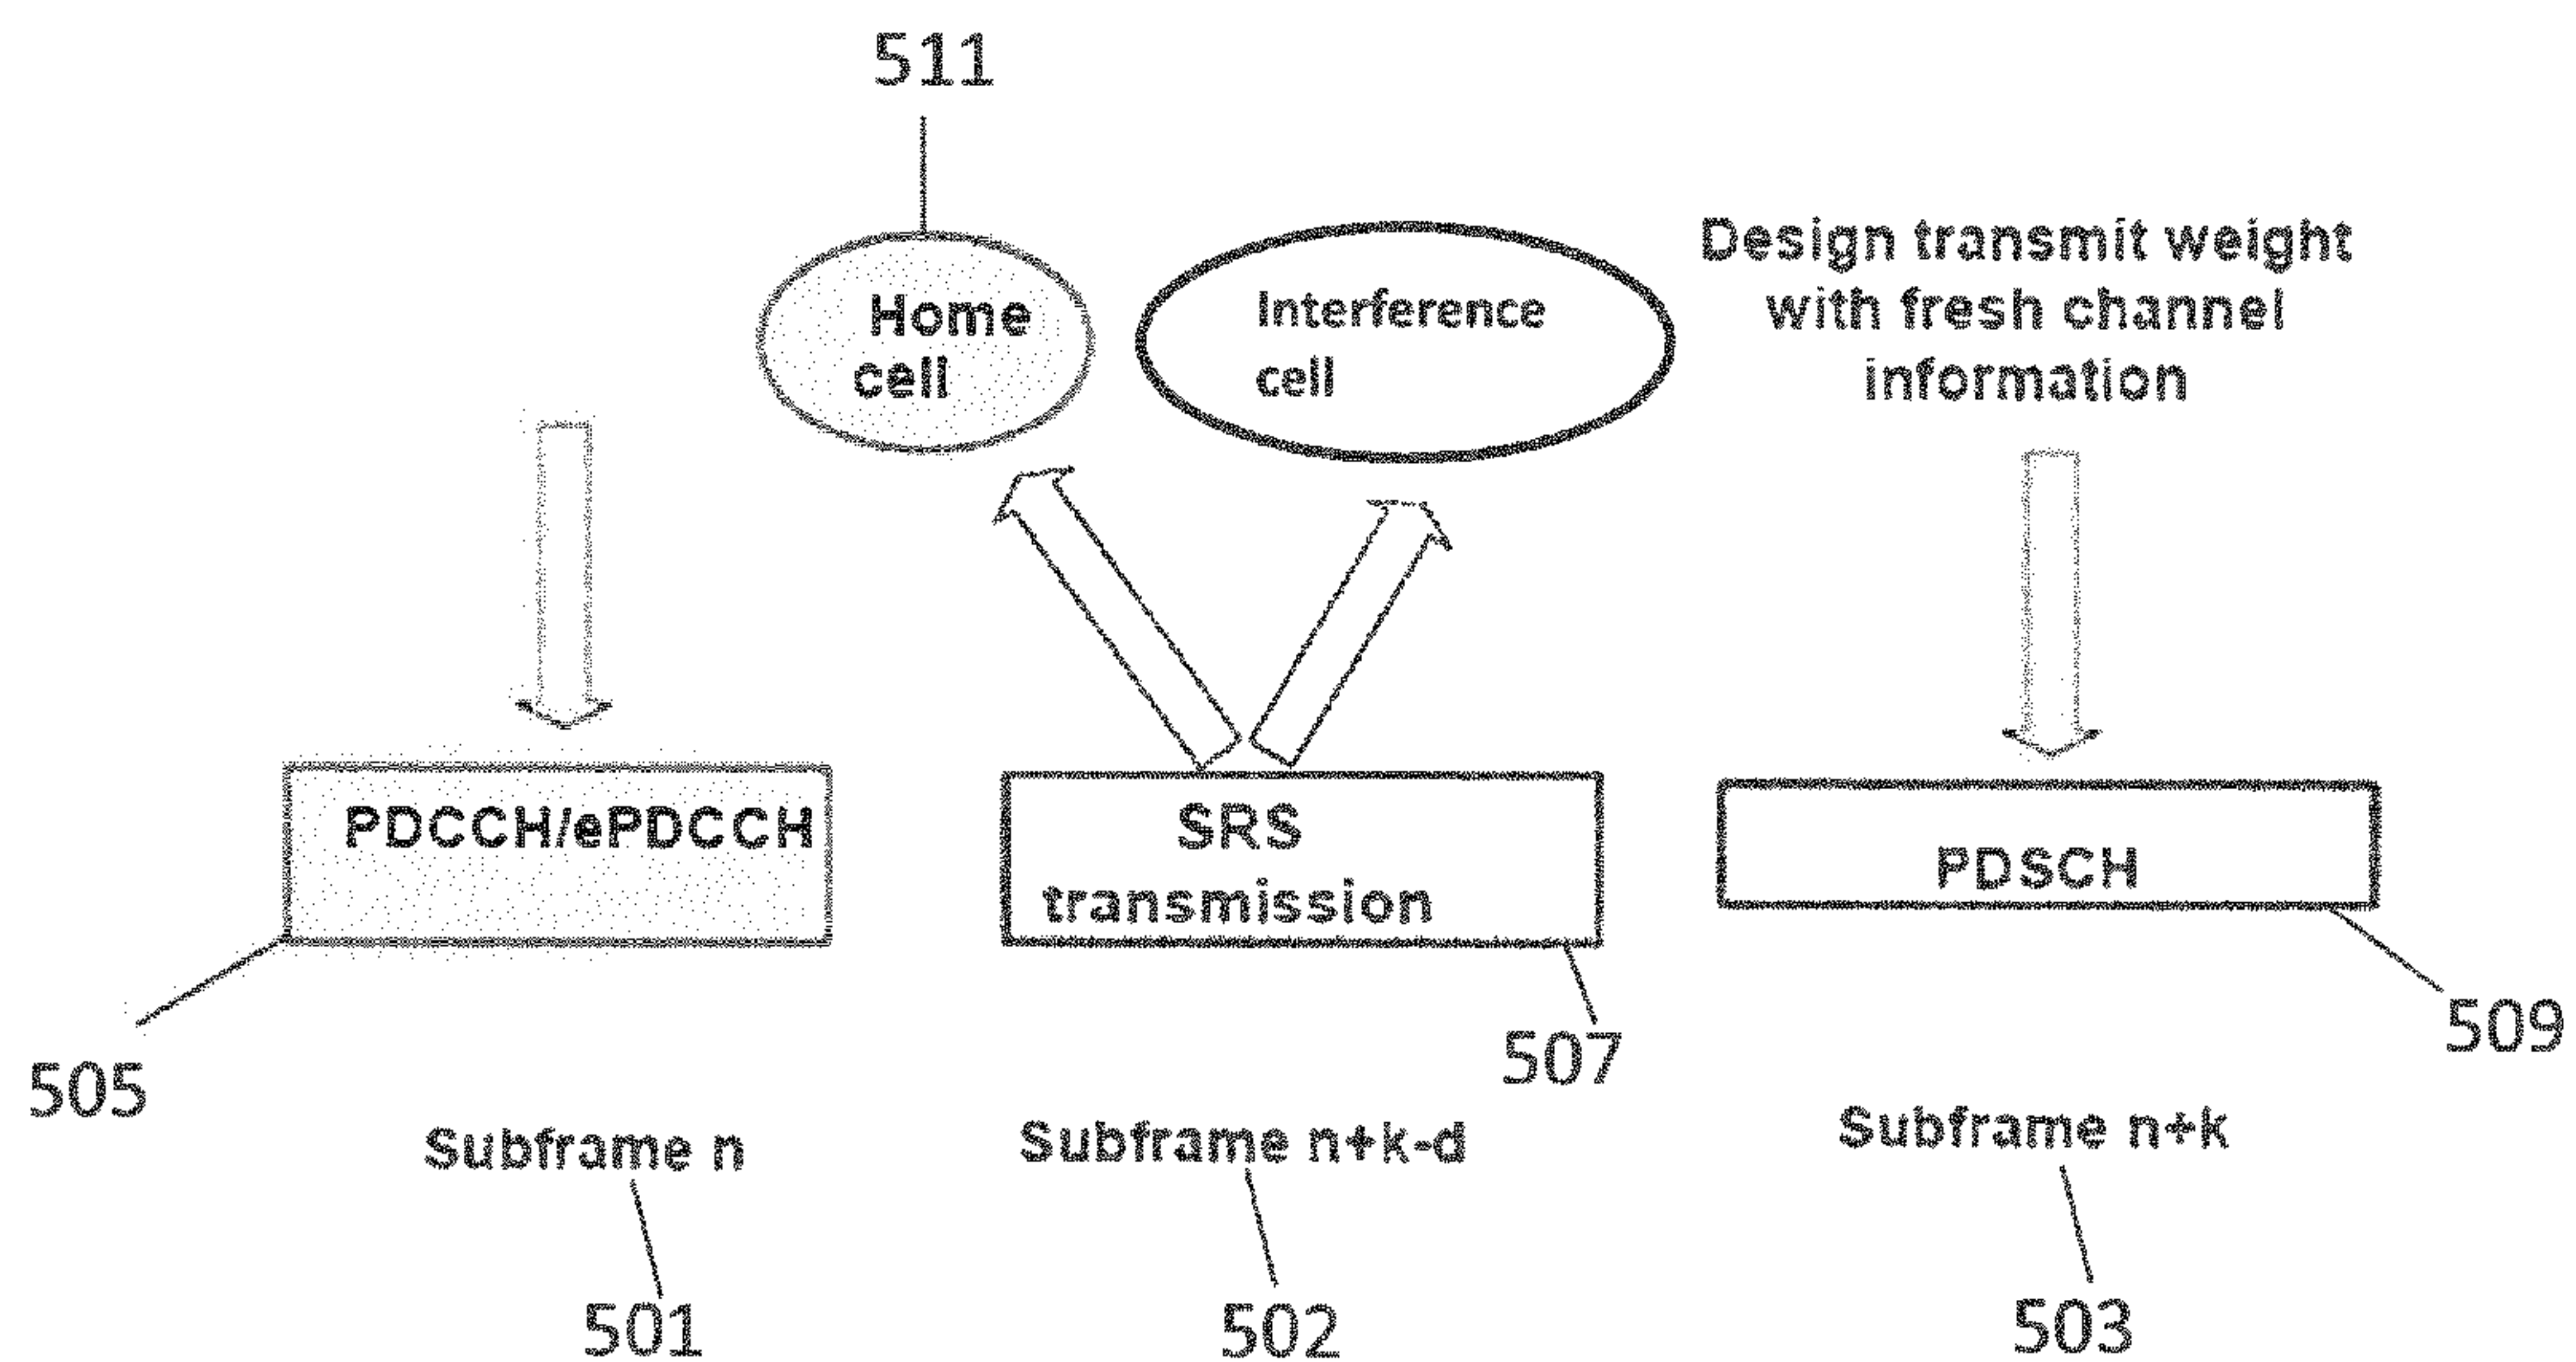 511
Home
cell
Interference
cell
Design transmit weight
with fresh channel
information
PDCCH/ePDCCH
SRS
transmission
PDSCH
505
507
509
Subframe n
Subframe n+k-d
Subframe n+k
501
502
503